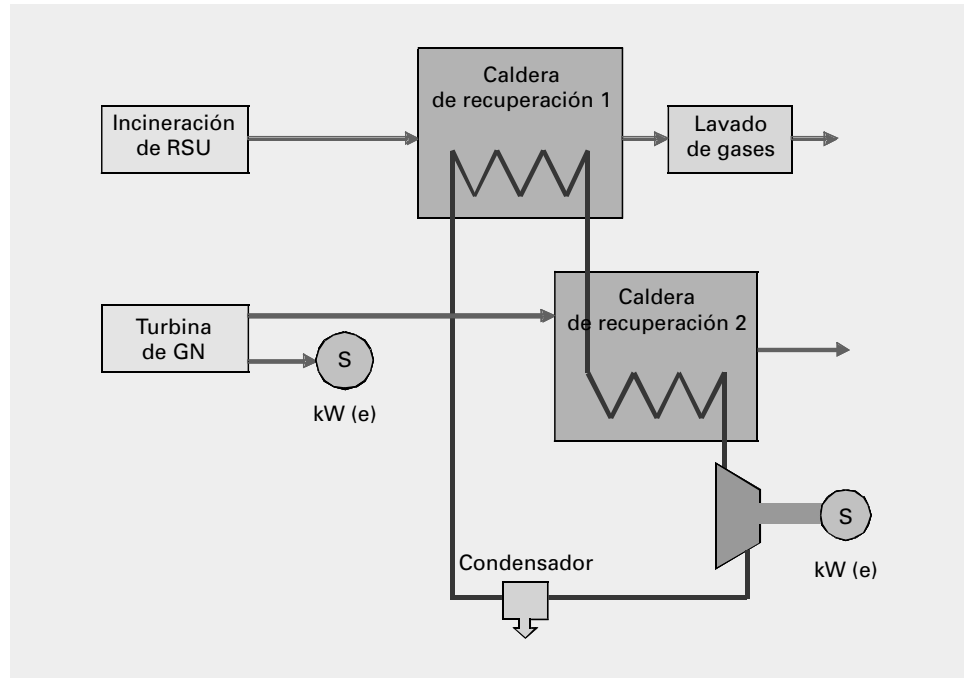 Caldera
de recuperación 1
Incineración
de RSU
Lavado
de gases
Caldera
de recuperación 2
Turbina
de GN
S
kW (e)
S
kW (e)
Condensador